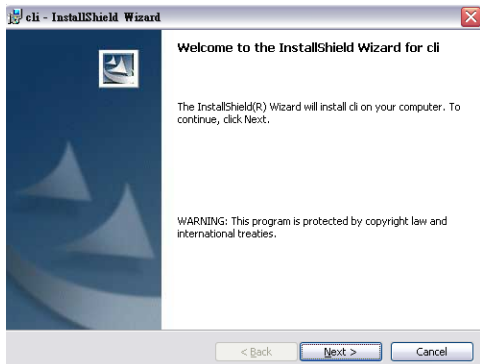 cli - InstallShield Wizard
Welcome to the InstallShield Wizard for cli
The InstallShield(R) Wizard will install cli on your computer. To
continue, click Next.
WARNING: This program is protected by copyright law and
international treaties.
< Back Next > Cancel